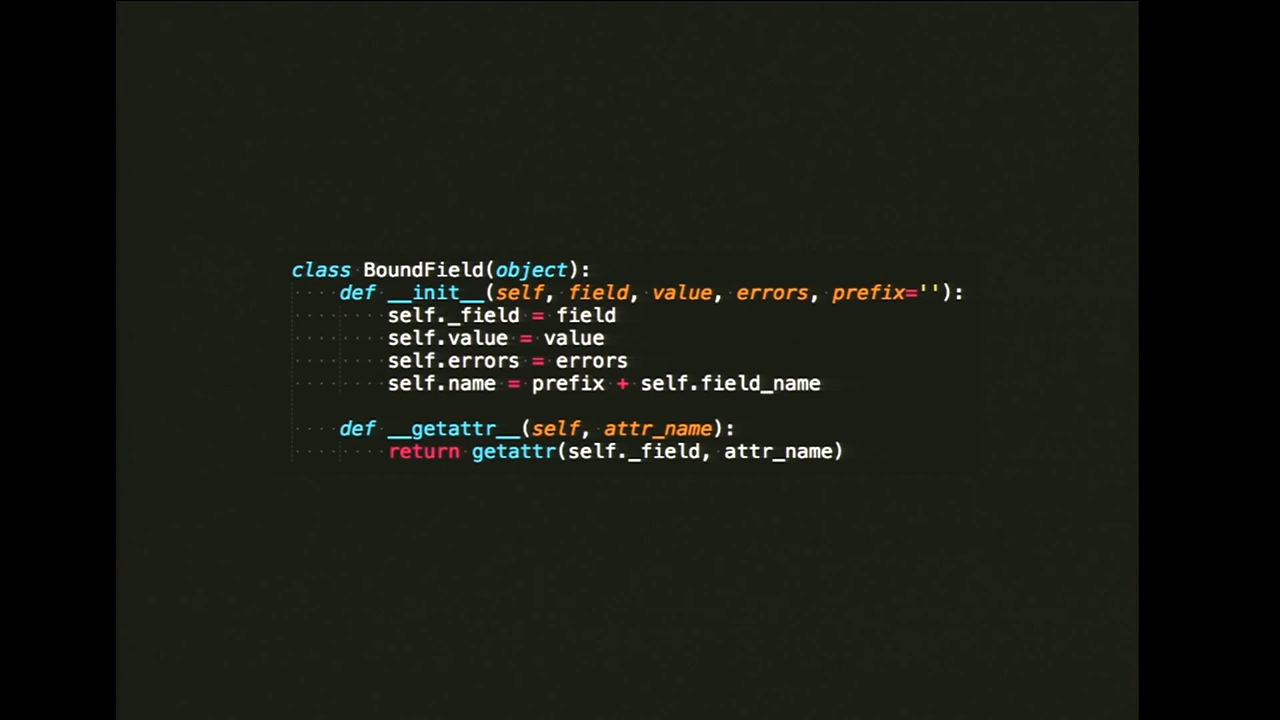 class BoundField(object):
    def __init__(self, field, value, errors, prefix=''):
        self._field = field
        self.value = value
        self.errors = errors
        self.name = prefix + self.field_name

    def __getattr__(self, attr_name):
        return getattr(self._field, attr_name)